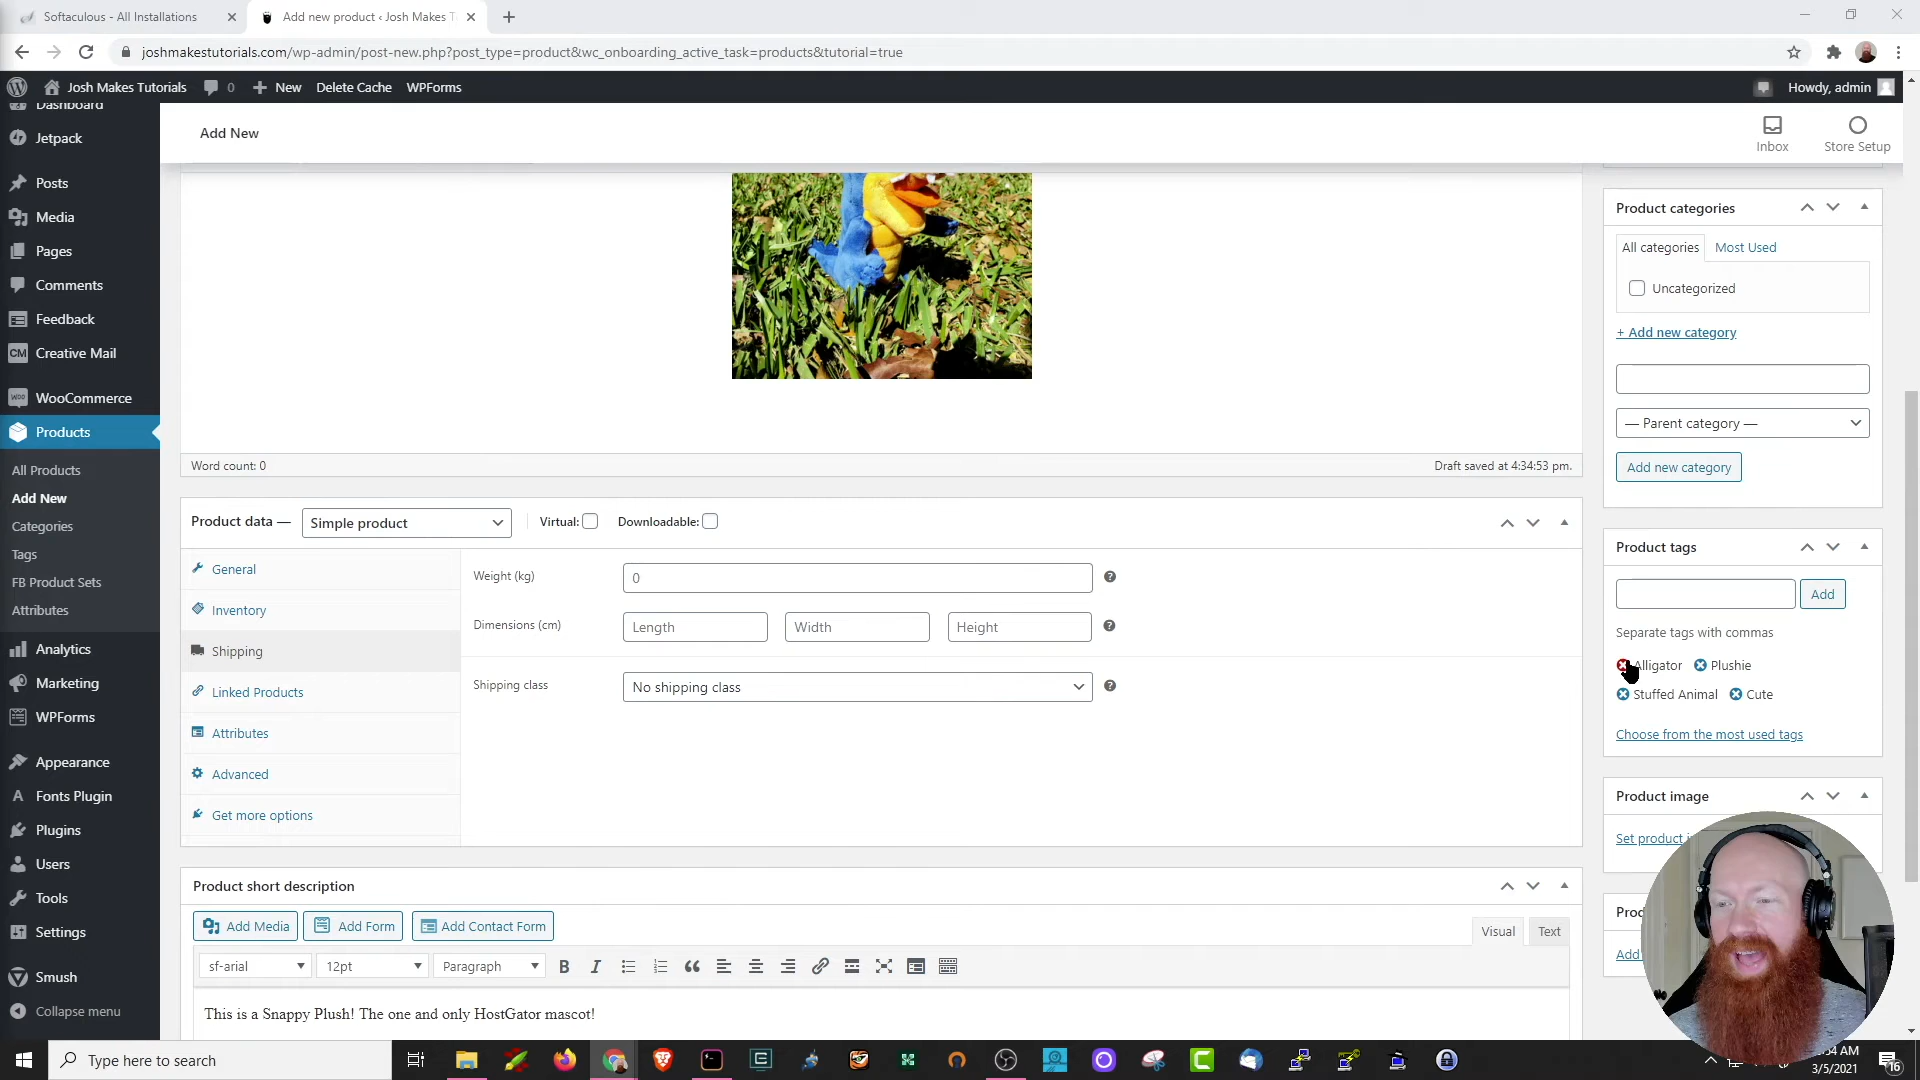 Softaculous - All Installations
Add new product ‹ Josh Makes T
joshmakestutorials.com/wp-admin/post-new.php?post_type=product&wc_onboarding_active_task=products&tutorial=true
Josh Makes Tutorials 0 New Delete Cache WPForms Howdy, admin
Dashboard
Jetpack
Posts
Media
Pages
Comments
Feedback
CM Creative Mail
WooCommerce
Products
All Products
Add New
Categories
Tags
FB Product Sets
Attributes
Analytics
Marketing
WPForms
Appearance
Fonts Plugin
Plugins
Users
Tools
Settings
Smush
Collapse menu
Add New
Inbox
Store Setup
Word count: 0 Draft saved at 4:34:53 pm.
Product data — Simple product Virtual: Downloadable:
General
Inventory
Shipping
Linked Products
Attributes
Advanced
Get more options
Weight (kg) 0
Dimensions (cm) Length Width Height
Shipping class No shipping class
Product short description
Add Media Add Form Add Contact Form Visual Text
sf-arial 12pt Paragraph B I
This is a Snappy Plush! The one and only HostGator mascot!
Product categories
All categories Most Used
Uncategorized
+ Add new category
— Parent category —
Add new category
Product tags
Add
Separate tags with commas
Alligator Plushie
Stuffed Animal Cute
Choose from the most used tags
Product image
Set product
Add
Type here to search
AM
3/5/2021
16